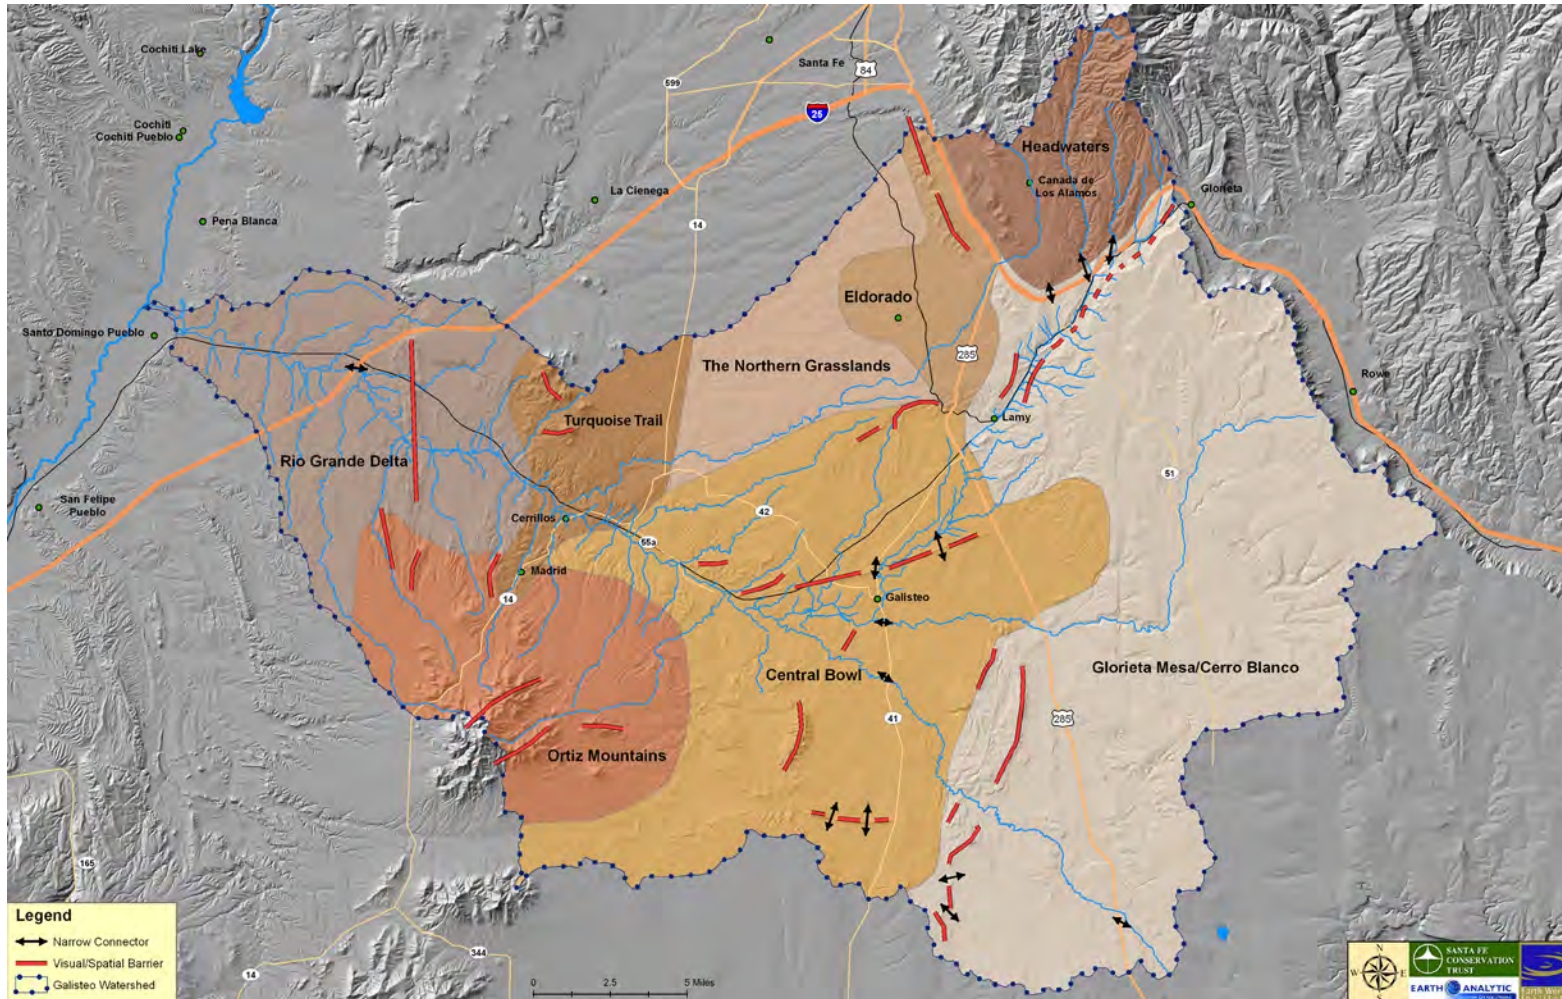 Cochiti Lake
Santa Fe
84
599
25
Cochiti
Cochiti Pueblo
Headwaters
Canada de
Los Alamos
Glorieta
La Cienega
Pena Blanca
14
Eldorado
Santo Domingo Pueblo
285
The Northern Grasslands
Rowe
Turquoise Trail
Lamy
Rio Grande Delta
51
San Felipe
Pueblo
Cerrillos
42
55a
Madrid
14
Galisteo
Central Bowl
Glorieta Mesa/Cerro Blanco
41
285
Ortiz Mountains
165
344
14
Legend
Narrow Connector
Visual/Spatial Barrier
Galisteo Watershed
0
2.5
5 Miles
N
W
E
SANTA FE
CONSERVATION
TRUST
EARTH ANALYTIC